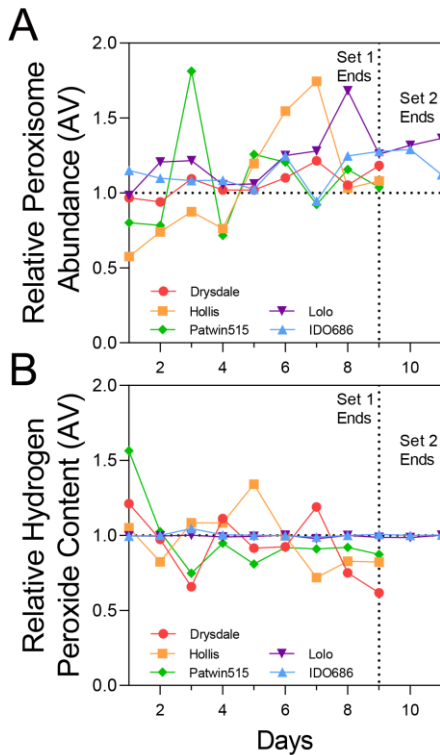 A
Relative Peroxisome
Abundance (AV)
2.0
1.5
1.0
0.5
0.0
Set 1
Ends
Set 2
Ends
Drysdale
Hollis
Patwin515
Lolo
IDO686
2 4 6 8 10
B
Relative Hydrogen
Peroxide Content (AV)
2.0
1.5
1.0
0.5
0.0
Set 1
Ends
Set 2
Ends
Drysdale
Hollis
Patwin515
Lolo
IDO686
2 4 6 8 10
Days